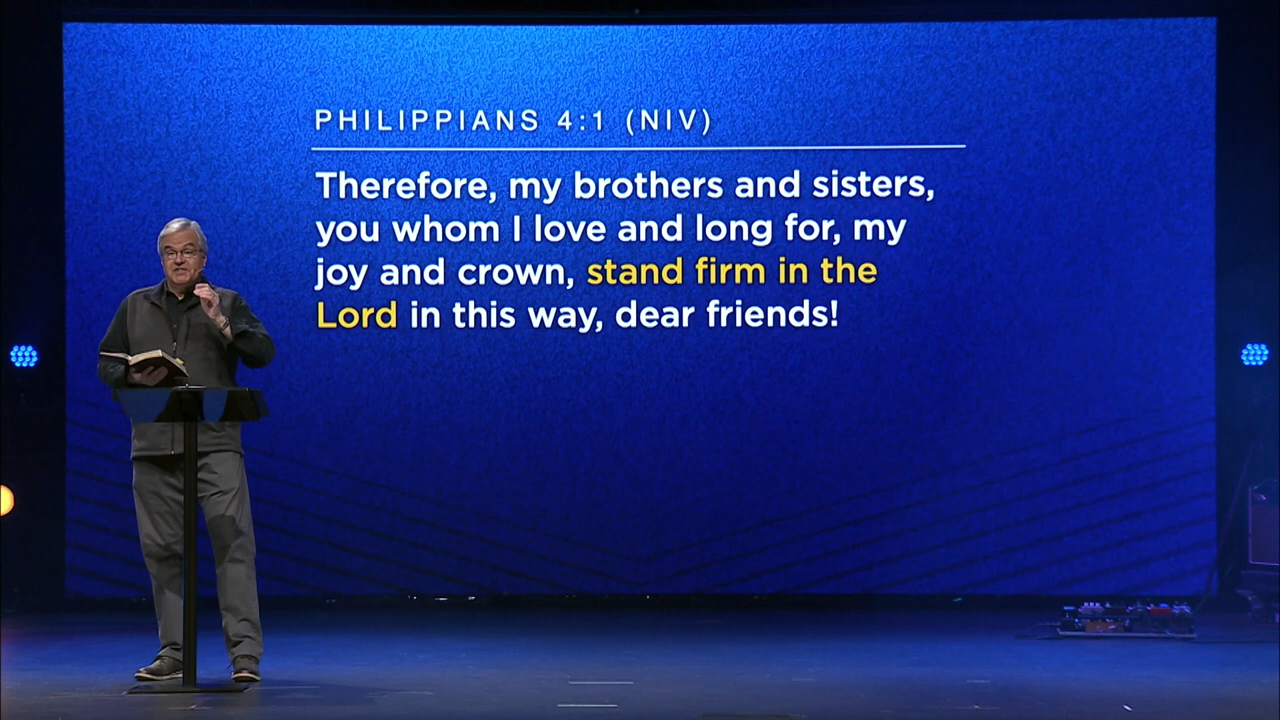 PHILIPPIANS 4:1 (NIV)
Therefore, my brothers and sisters,
you whom I love and long for, my
joy and crown, stand firm in the
Lord in this way, dear friends!